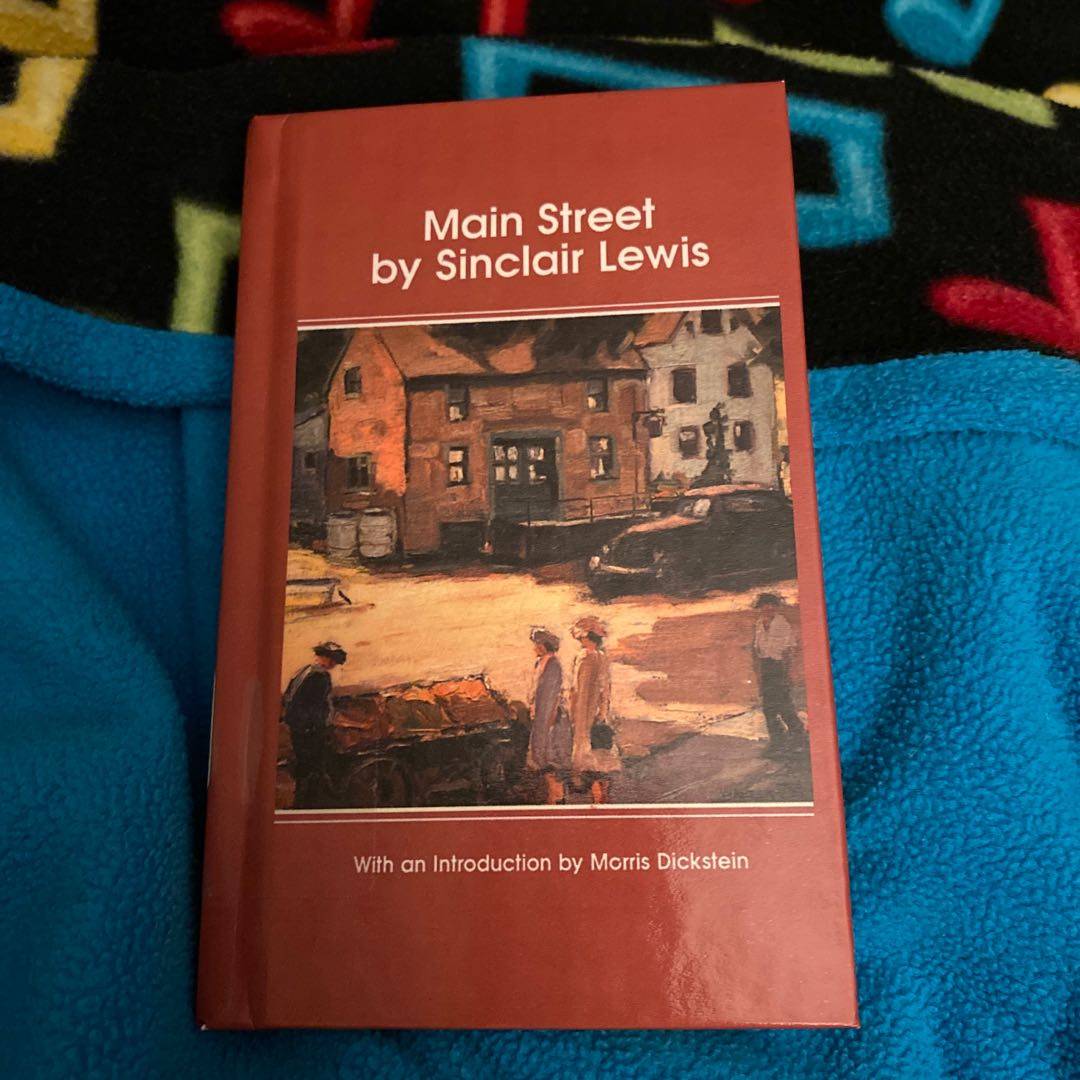 Main Street
by Sinclair Lewis
With an Introduction by Morris Dickstein